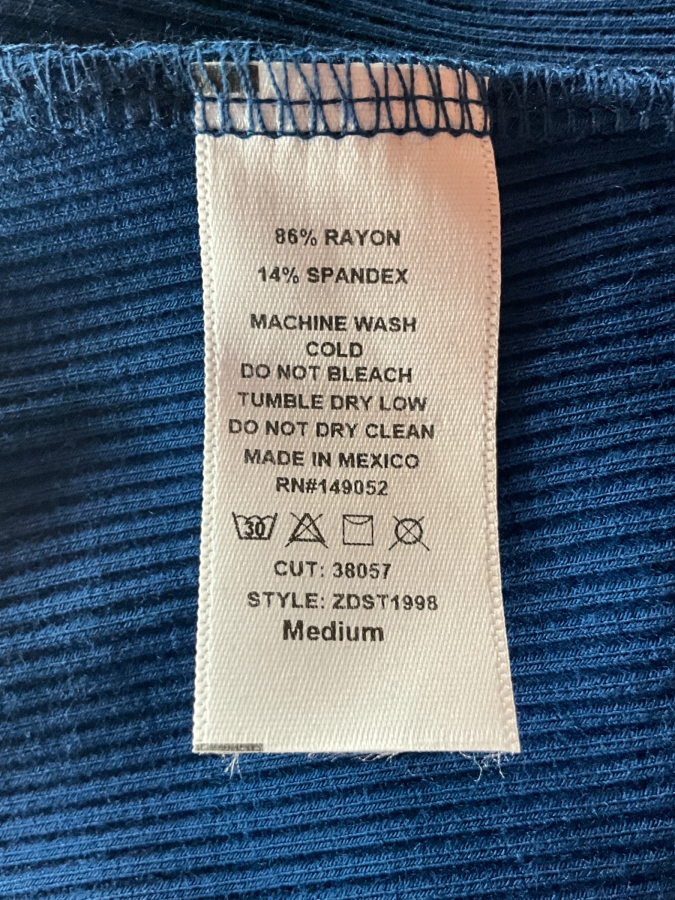 86% RAYON
14% SPANDEX
MACHINE WASH
COLD
DO NOT BLEACH
TUMBLE DRY LOW
DO NOT DRY CLEAN
MADE IN MEXICO
RN#149052
30
CUT: 38057
STYLE: ZDST1998
Medium